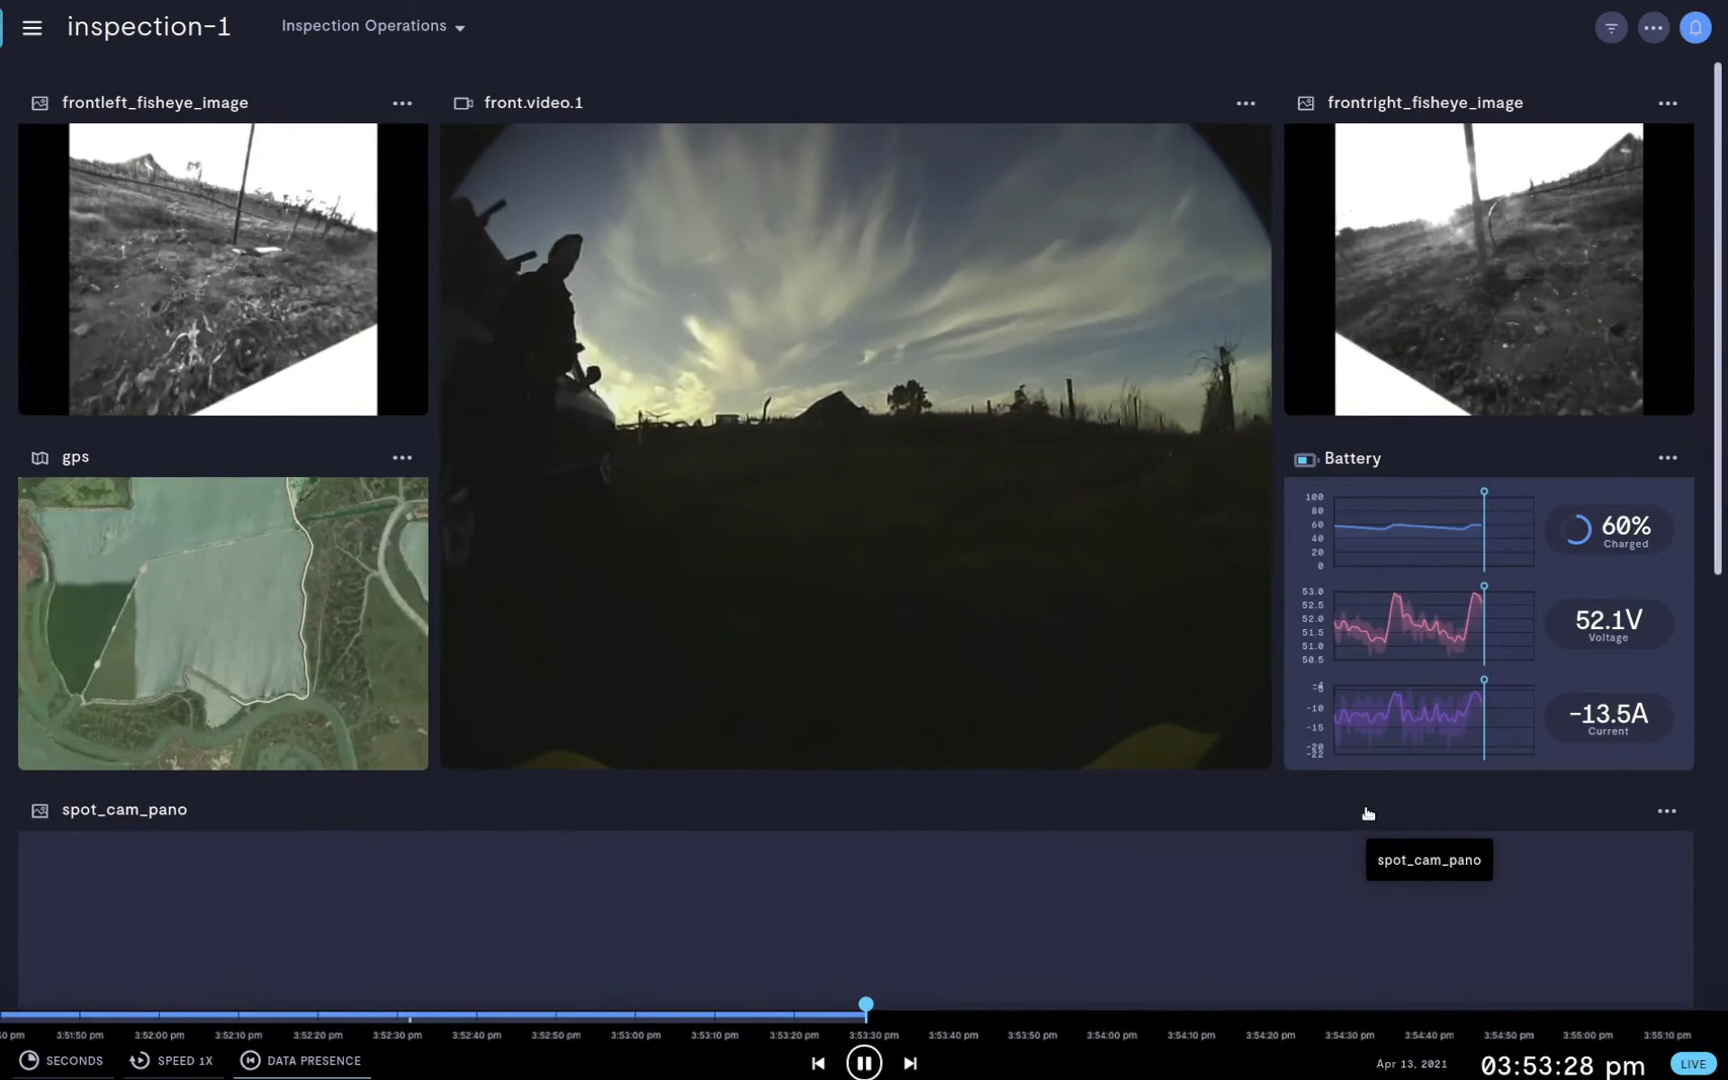 inspection-1
Inspection Operations
frontleft_fisheye_image
front.video.1
frontright_fisheye_image
gps
Battery
100
80
60
40
20
0
60%
Charged
53.0
52.5
52.0
51.5
51.0
50.5
52.1V
Voltage
-4
-10
-15
-20
-22
-13.5A
Current
spot_cam_pano
spot_cam_pano
40 pm 3:51:50 pm 3:52:00 pm 3:52:10 pm 3:52:20 pm 3:52:30 pm 3:52:40 pm 3:52:50 pm 3:53:00 pm 3:53:10 pm 3:53:20 pm 3:53:30 pm 3:53:40 pm 3:53:50 pm 3:54:00 pm 3:54:10 pm 3:54:20 pm 3:54:30 pm 3:54:40 pm 3:54:50 pm 3:55:00 pm 3:55:10 pm
SECONDS SPEED 1X DATA PRESENCE Apr 13, 2021 03:53:28 pm LIVE